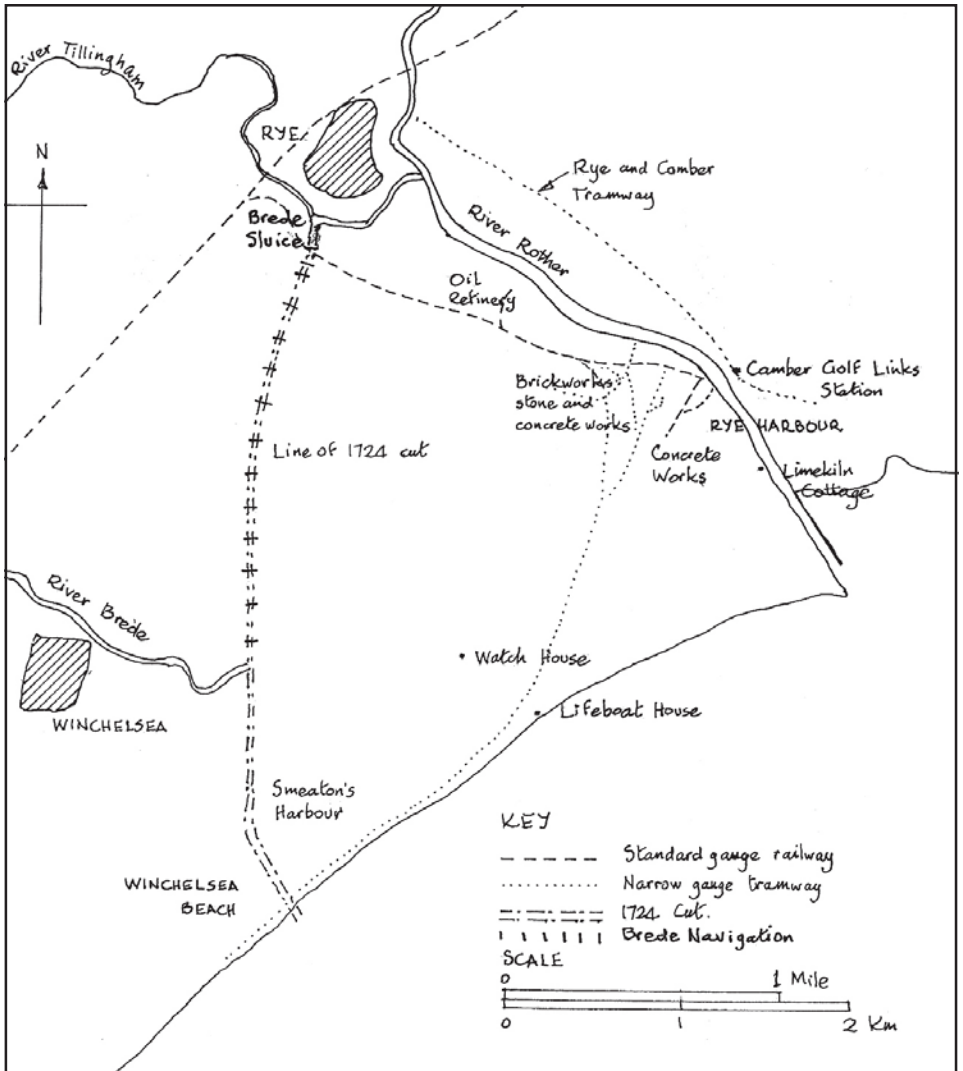 River Tillingham
RYE
N
Rye and Camber
Tramway
Brede
Sluice
River Rother
Oil
Refinery
Camber Golf Links
Station
Brickworks
stone and
concrete works
RYE HARBOUR
Line of 1724 cut
Concrete
Works
Limekiln
Cottage
River Brede
Watch House
WINCHELSEA
Lifeboat House
Smeaton's
Harbour
WINCHELSEA
BEACH
KEY
Standard gauge railway
Narrow gauge tramway
1724 Cut.
Brede Navigation
SCALE
0 1 Mile
0 1 2 Km